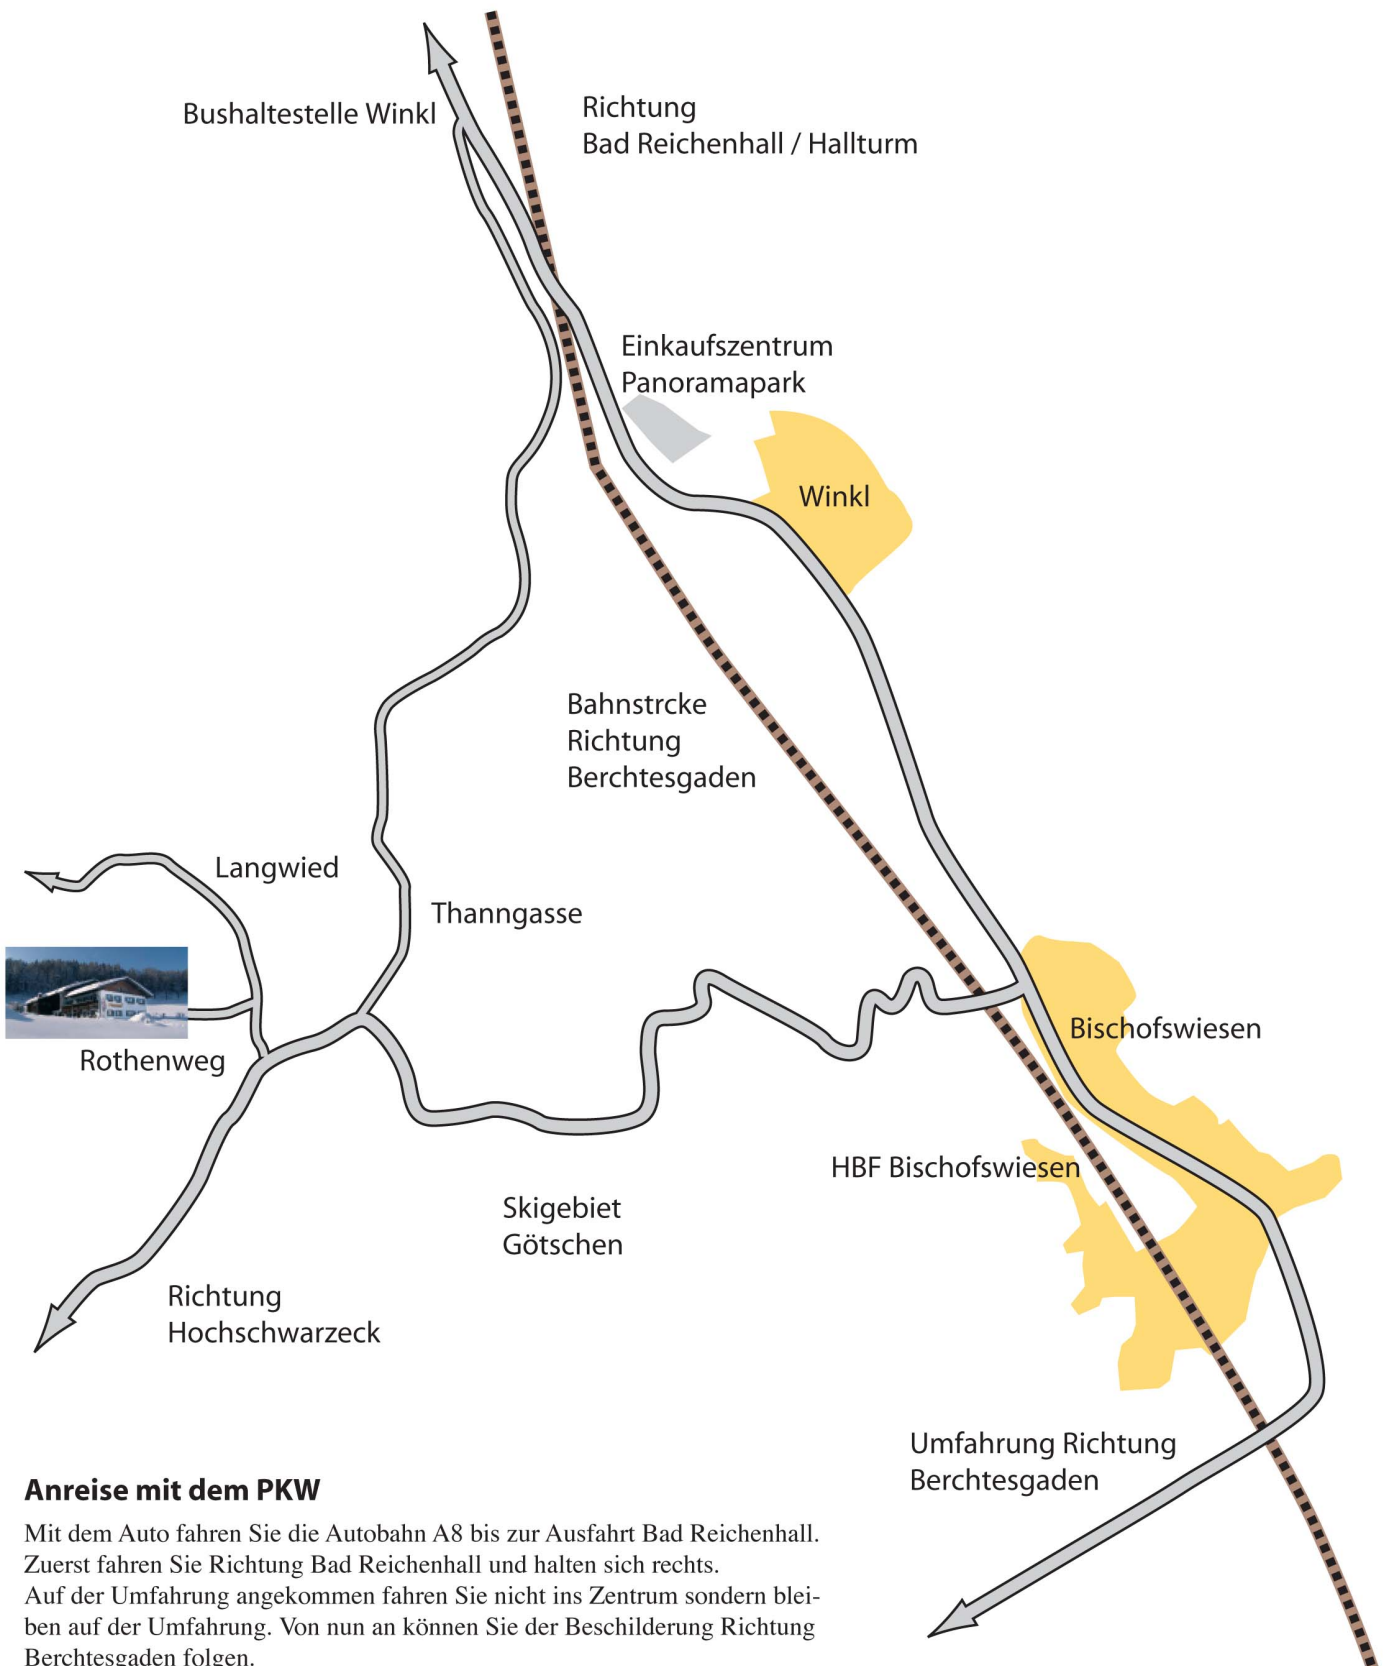 Bushaltestelle Winkl
Richtung
Bad Reichenhall / Hallturm
Einkaufszentrum
Panoramapark
Winkl
Bahnstrcke
Richtung
Berchtesgaden
Langwied
Thanngasse
Rothenweg
Bischofswiesen
HBF Bischofswiesen
Skigebiet
Götschen
Richtung
Hochschwarzeck
Umfahrung Richtung
Berchtesgaden
Anreise mit dem PKW
Mit dem Auto fahren Sie die Autobahn A8 bis zur Ausfahrt Bad Reichenhall.
Zuerst fahren Sie Richtung Bad Reichenhall und halten sich rechts.
Auf der Umfahrung angekommen fahren Sie nicht ins Zentrum sondern blei-
ben auf der Umfahrung. Von nun an können Sie der Beschilderung Richtung
Berchtesgaden folgen.